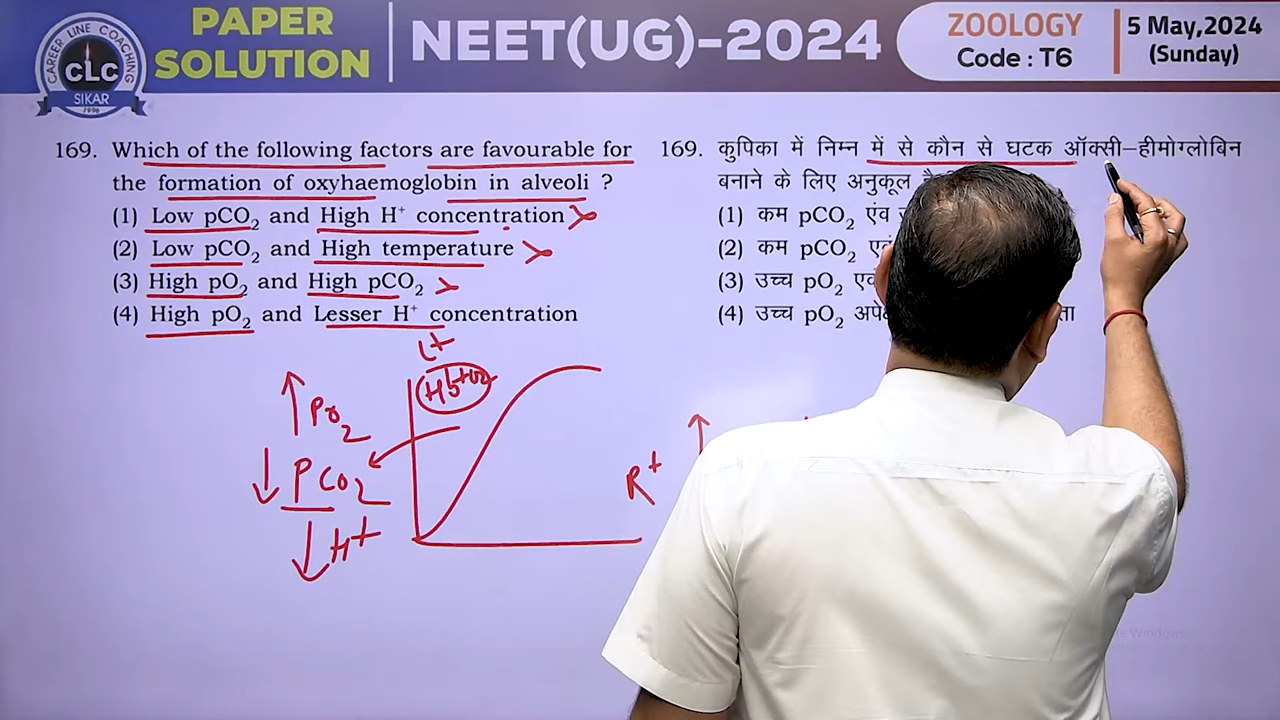 CAREER LINE COACHING
CLC
SIKAR
1996
PAPER
SOLUTION
NEET(UG)-2024
ZOOLOGY
Code : T6
5 May,2024
(Sunday)
169. Which of the following factors are favourable for
the formation of oxyhaemoglobin in alveoli ?
(1) Low pCO₂ and High H⁺ concentration
(2) Low pCO₂ and High temperature
(3) High pO₂ and High pCO₂
(4) High pO₂ and Lesser H⁺ concentration
169. कुपिका में निम्न में से कौन से घटक ऑक्सी–हीमोग्लोबिन
बनाने के लिए अनुकूल
(1) कम pCO₂ एंव
(2) कम pCO₂ एवं
(3) उच्च pO₂
(4) उच्च pO₂
↑ PO₂
↓ PCO₂
↓ H⁺
R⁺